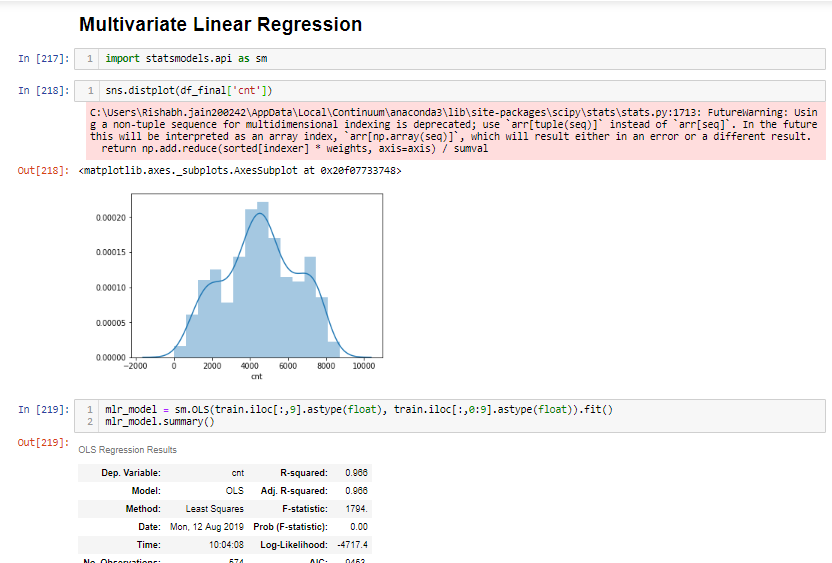 Multivariate Linear Regression
In [217]: 1 import statsmodels.api as sm
In [218]: 1 sns.distplot(df_final['cnt'])
C:\Users\Rishabh.jain200242\AppData\Local\Continuum\anaconda3\lib\site-packages\scipy\stats\stats.py:1713: FutureWarning: Usin
g a non-tuple sequence for multidimensional indexing is deprecated; use `arr[tuple(seq)]` instead of `arr[seq]`. In the future
this will be interpreted as an array index, `arr[np.array(seq)]`, which will result either in an error or a different result.
return np.add.reduce(sorted[indexer] * weights, axis=axis) / sumval
Out[218]: <matplotlib.axes._subplots.AxesSubplot at 0x20f07733748>
0.00020
0.00015
0.00010
0.00005
0.00000
−2000 0 2000 4000 6000 8000 10000
cnt
In [219]: 1 mlr_model = sm.OLS(train.iloc[:,9].astype(float), train.iloc[:,0:9].astype(float)).fit()
2 mlr_model.summary()
Out[219]:
OLS Regression Results
Dep. Variable: cnt R-squared: 0.966
Model: OLS Adj. R-squared: 0.966
Method: Least Squares F-statistic: 1794.
Date: Mon, 12 Aug 2019 Prob (F-statistic): 0.00
Time: 10:04:08 Log-Likelihood: -4717.4
No. Observations: 574 AIC: